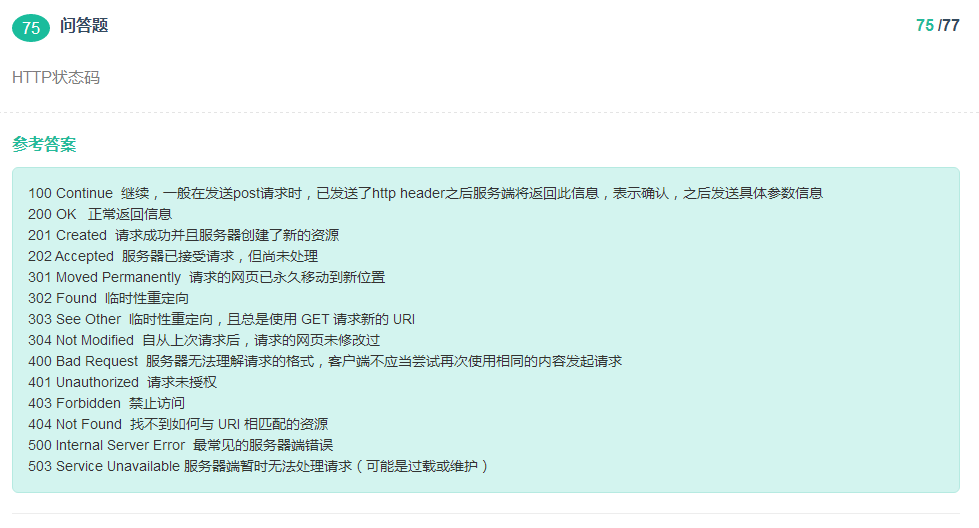 75 问答题 75 /77
HTTP状态码
参考答案
100 Continue 继续，一般在发送post请求时，已发送了http header之后服务端将返回此信息，表示确认，之后发送具体参数信息
200 OK 正常返回信息
201 Created 请求成功并且服务器创建了新的资源
202 Accepted 服务器已接受请求，但尚未处理
301 Moved Permanently 请求的网页已永久移动到新位置
302 Found 临时性重定向
303 See Other 临时性重定向，且总是使用 GET 请求新的 URI
304 Not Modified 自从上次请求后，请求的网页未修改过
400 Bad Request 服务器无法理解请求的格式，客户端不应当尝试再次使用相同的内容发起请求
401 Unauthorized 请求未授权
403 Forbidden 禁止访问
404 Not Found 找不到如何与 URI 相匹配的资源
500 Internal Server Error 最常见的服务器端错误
503 Service Unavailable 服务器端暂时无法处理请求（可能是过载或维护）